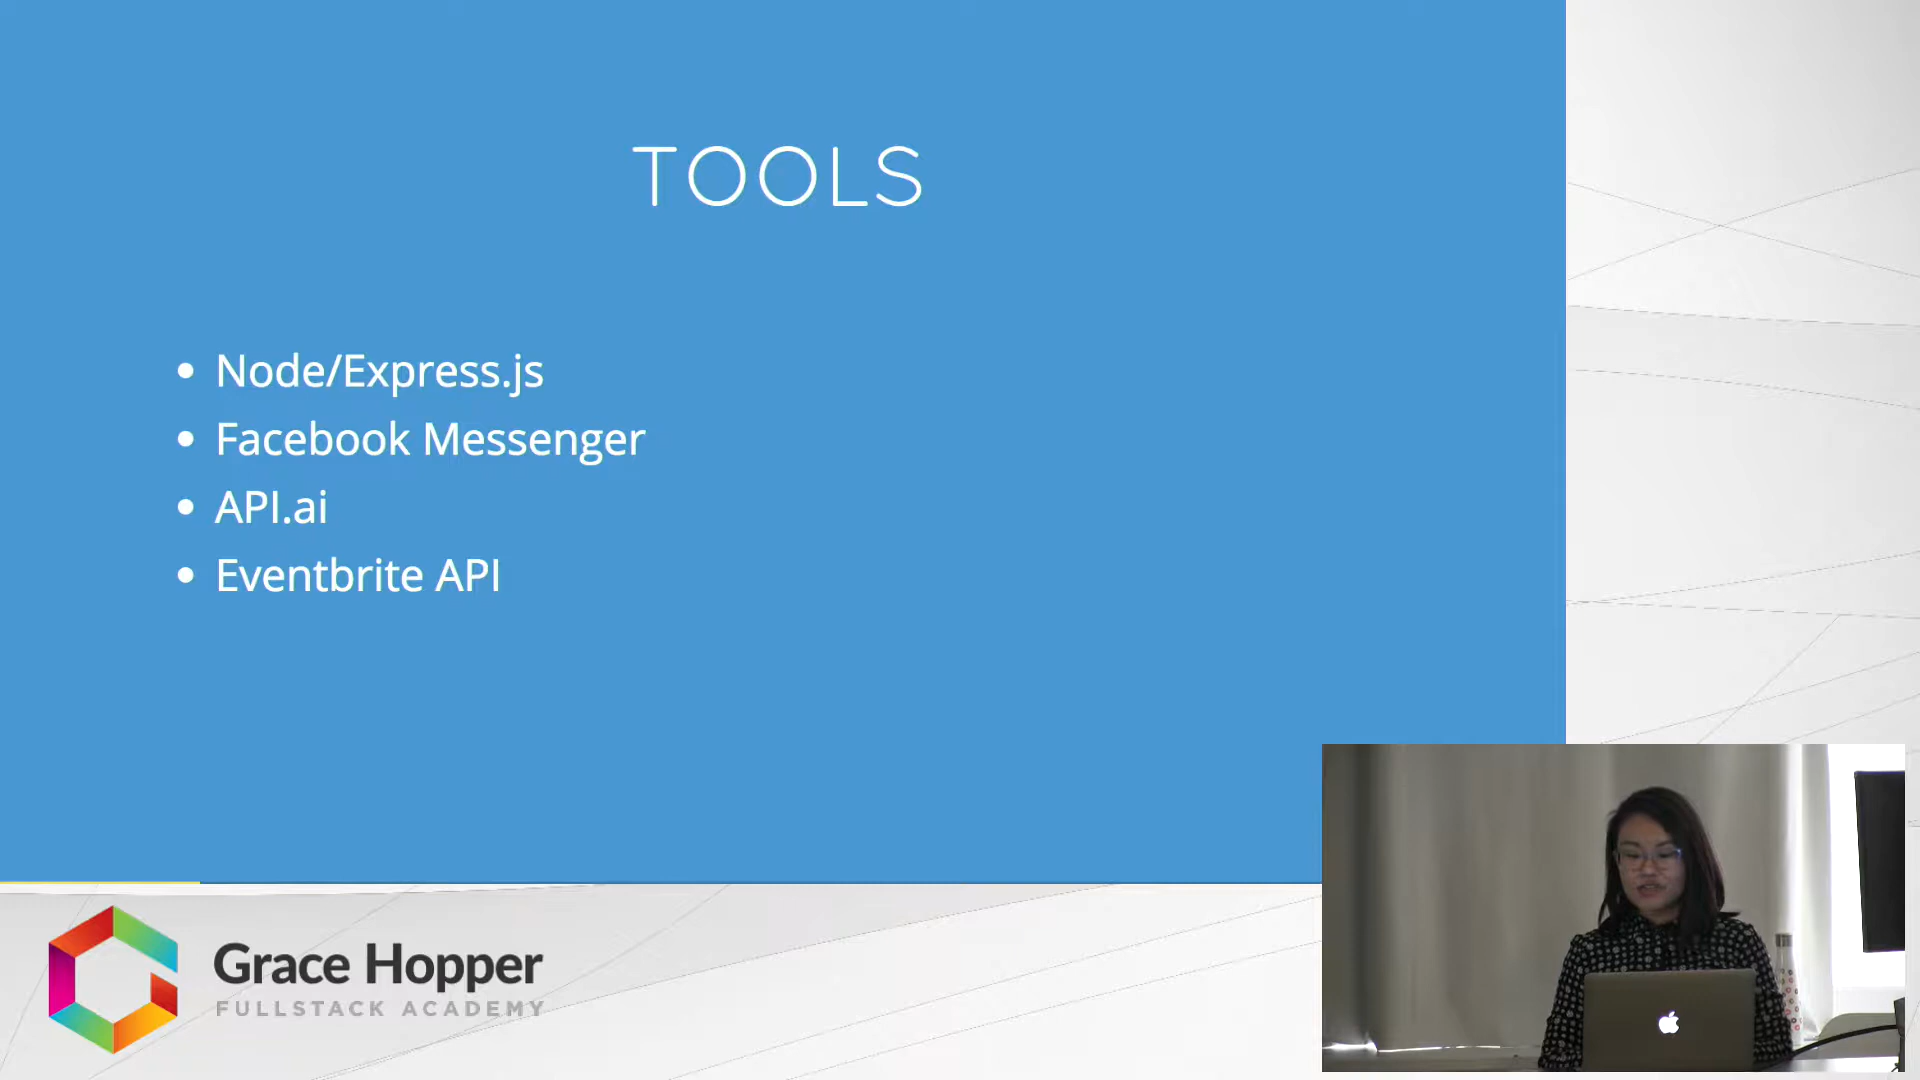 TOOLS
Node/Express.js
Facebook Messenger
API.ai
Eventbrite API
Grace Hopper
FULLSTACK ACADEMY